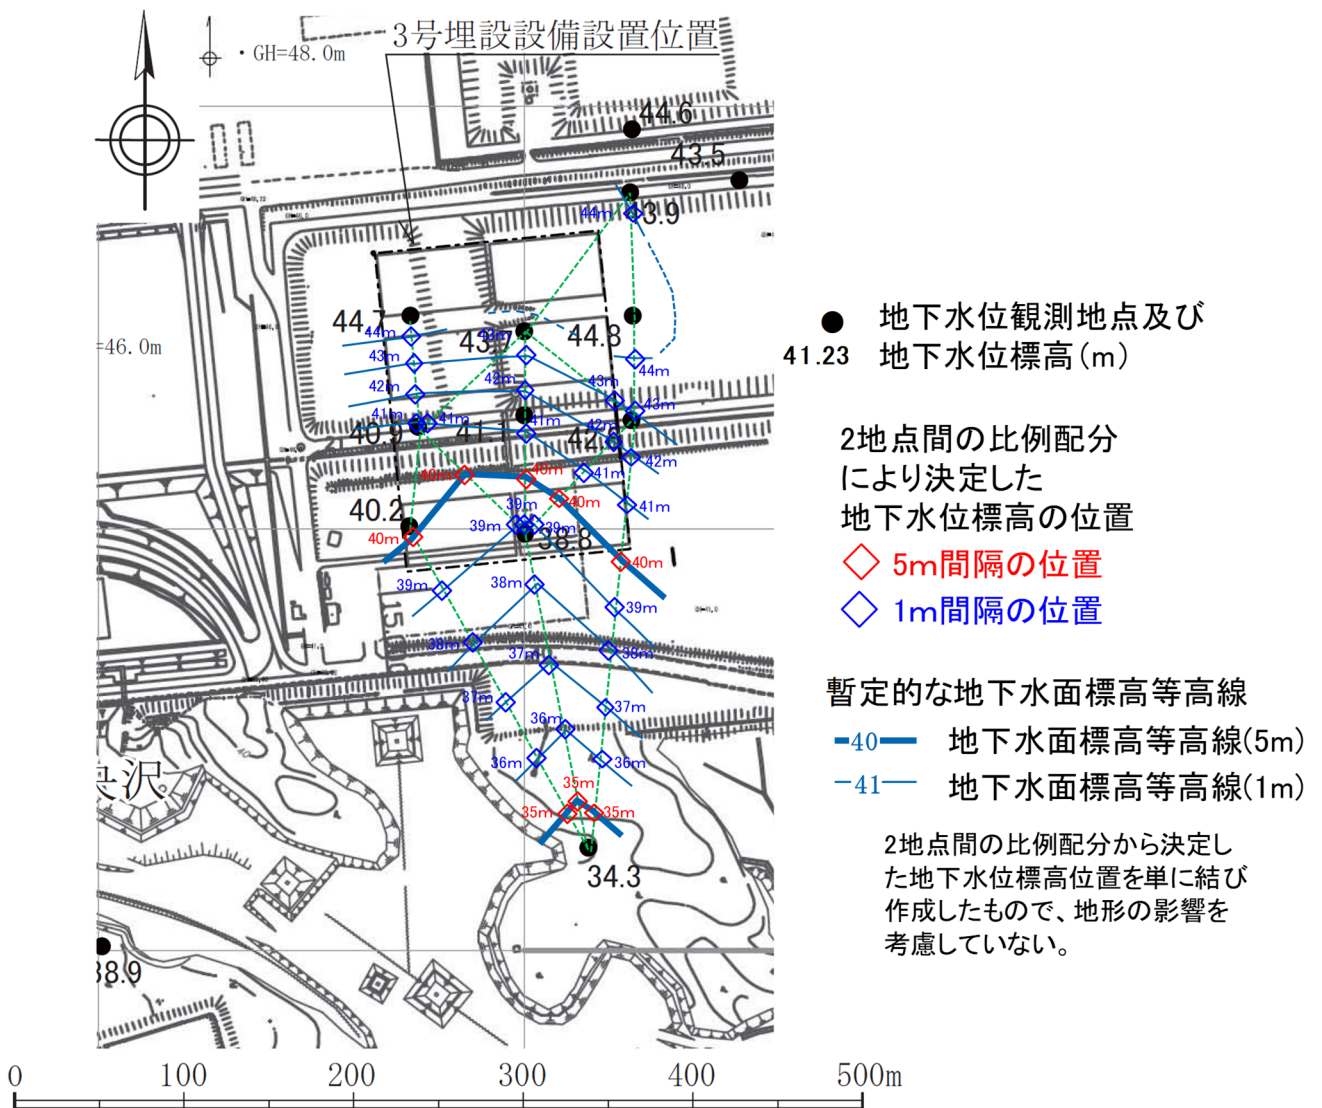 3号埋設設備設置位置
・GH=48.0m
44.6
43.5
44m
3.9
=46.0m
44.7
43.7
44.8
44m
43m
42m
41m
43m
42m
41m
41m
44m
43m
43m
42m
42m
41m
41m
40.9
41.1
42.6
40m
40m
40m
40m
40m
40.2
38.8
39m
39m
39m
39m
39m
38m
38m
38m
37m
37m
37m
36m
36m
36m
35m
35m
35m
34.3
15
沢
38.9
地下水位観測地点及び
41.23 地下水位標高(m)
2地点間の比例配分
により決定した
地下水位標高の位置
5m間隔の位置
1m間隔の位置
暫定的な地下水面標高等高線
40 地下水面標高等高線(5m)
41 地下水面標高等高線(1m)
2地点間の比例配分から決定し
た地下水位標高位置を単に結び
作成したもので、地形の影響を
考慮していない。
0 100 200 300 400 500m